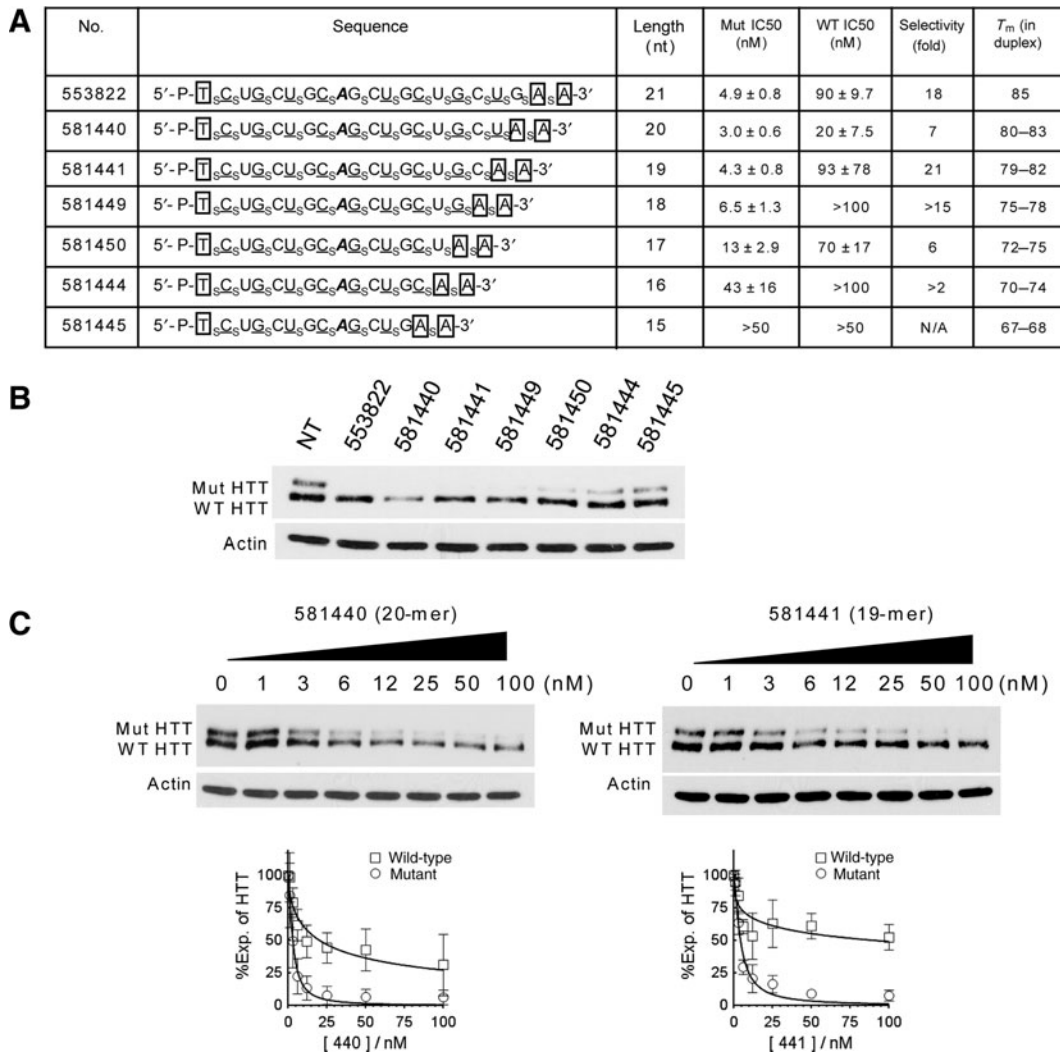 A
No. Sequence Length (nt) Mut IC50 (nM) WT IC50 (nM) Selectivity (fold) Tm (in duplex)
553822 5′-P-TsCsUGsCUsGCsAGsCUsGCsUsGsCsUsGsAsA-3′ 21 4.9 ± 0.8 90 ± 9.7 18 85
581440 5′-P-TsCsUGsCUsGCsAGsCUsGCsUsGsCsUsAsA-3′ 20 3.0 ± 0.6 20 ± 7.5 7 80–83
581441 5′-P-TsCsUGsCUsGCsAGsCUsGCsUsGsCsAsA-3′ 19 4.3 ± 0.8 93 ± 78 21 79–82
581449 5′-P-TsCsUGsCUsGCsAGsCUsGCsUsGsAsA-3′ 18 6.5 ± 1.3 >100 >15 75–78
581450 5′-P-TsCsUGsCUsGCsAGsCUsGCsUsAsA-3′ 17 13 ± 2.9 70 ± 17 6 72–75
581444 5′-P-TsCsUGsCUsGCsAGsCUsGCsAsA-3′ 16 43 ± 16 >100 >2 70–74
581445 5′-P-TsCsUGsCUsGCsAGsCUsGAsA-3′ 15 >50 >50 N/A 67–68
B
NT 553822 581440 581441 581449 581450 581444 581445
Mut HTT
WT HTT
Actin
C
581440 (20-mer)
0 1 3 6 12 25 50 100 (nM)
Mut HTT
WT HTT
Actin
Wild-type
Mutant
%Exp. of HTT
100
75
50
25
0
0 25 50 75 100
[ 440 ] / nM
581441 (19-mer)
0 1 3 6 12 25 50 100 (nM)
Mut HTT
WT HTT
Actin
Wild-type
Mutant
%Exp. of HTT
100
75
50
25
0
0 25 50 75 100
[ 441 ] / nM